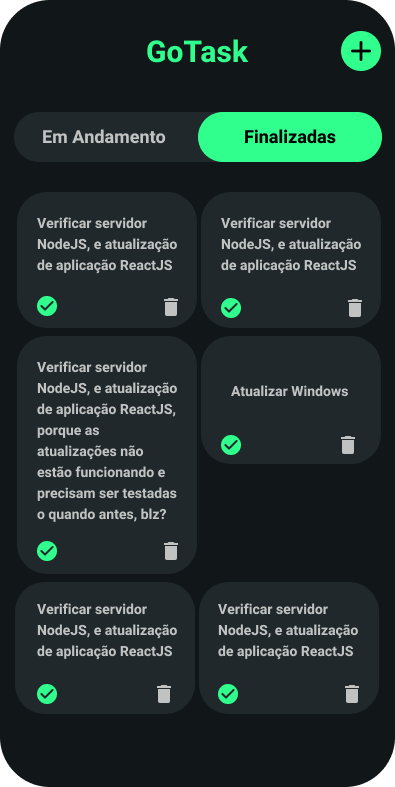 GoTask
Em Andamento
Finalizadas
Verificar servidor
NodeJS, e atualização
de aplicação ReactJS
Verificar servidor
NodeJS, e atualização
de aplicação ReactJS
Verificar servidor
NodeJS, e atualização
de aplicação ReactJS,
porque as
atualizações não
estão funcionando e
precisam ser testadas
o quando antes, blz?
Atualizar Windows
Verificar servidor
NodeJS, e atualização
de aplicação ReactJS
Verificar servidor
NodeJS, e atualização
de aplicação ReactJS